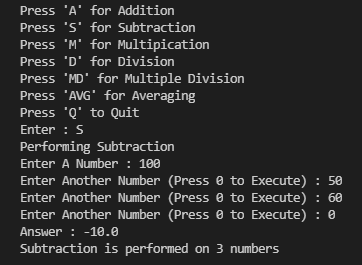 Press 'A' for Addition
Press 'S' for Subtraction
Press 'M' for Multipication
Press 'D' for Division
Press 'MD' for Multiple Division
Press 'AVG' for Averaging
Press 'Q' to Quit
Enter : S
Performing Subtraction
Enter A Number : 100
Enter Another Number (Press 0 to Execute) : 50
Enter Another Number (Press 0 to Execute) : 60
Enter Another Number (Press 0 to Execute) : 0
Answer : -10.0
Subtraction is performed on 3 numbers